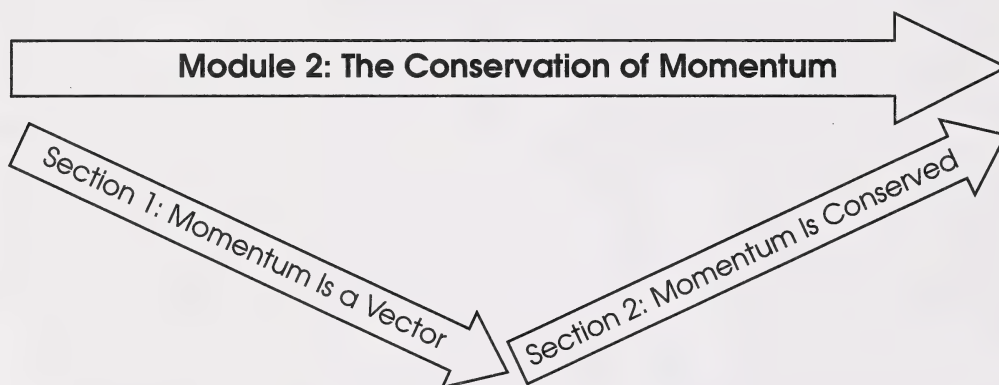 Module 2: The Conservation of Momentum
Section 1: Momentum Is a Vector
Section 2: Momentum Is Conserved